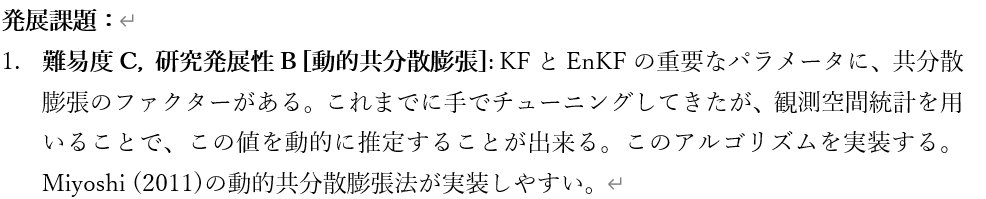 発展課題：↵
1. 難易度 C, 研究発展性 B [動的共分散膨張]: KF と EnKF の重要なパラメータに、共分散
膨張のファクターがある。これまでに手でチューニングしてきたが、観測空間統計を用
いることで、この値を動的に推定することが出来る。このアルゴリズムを実装する。
Miyoshi (2011)の動的共分散膨張法が実装しやすい。↵